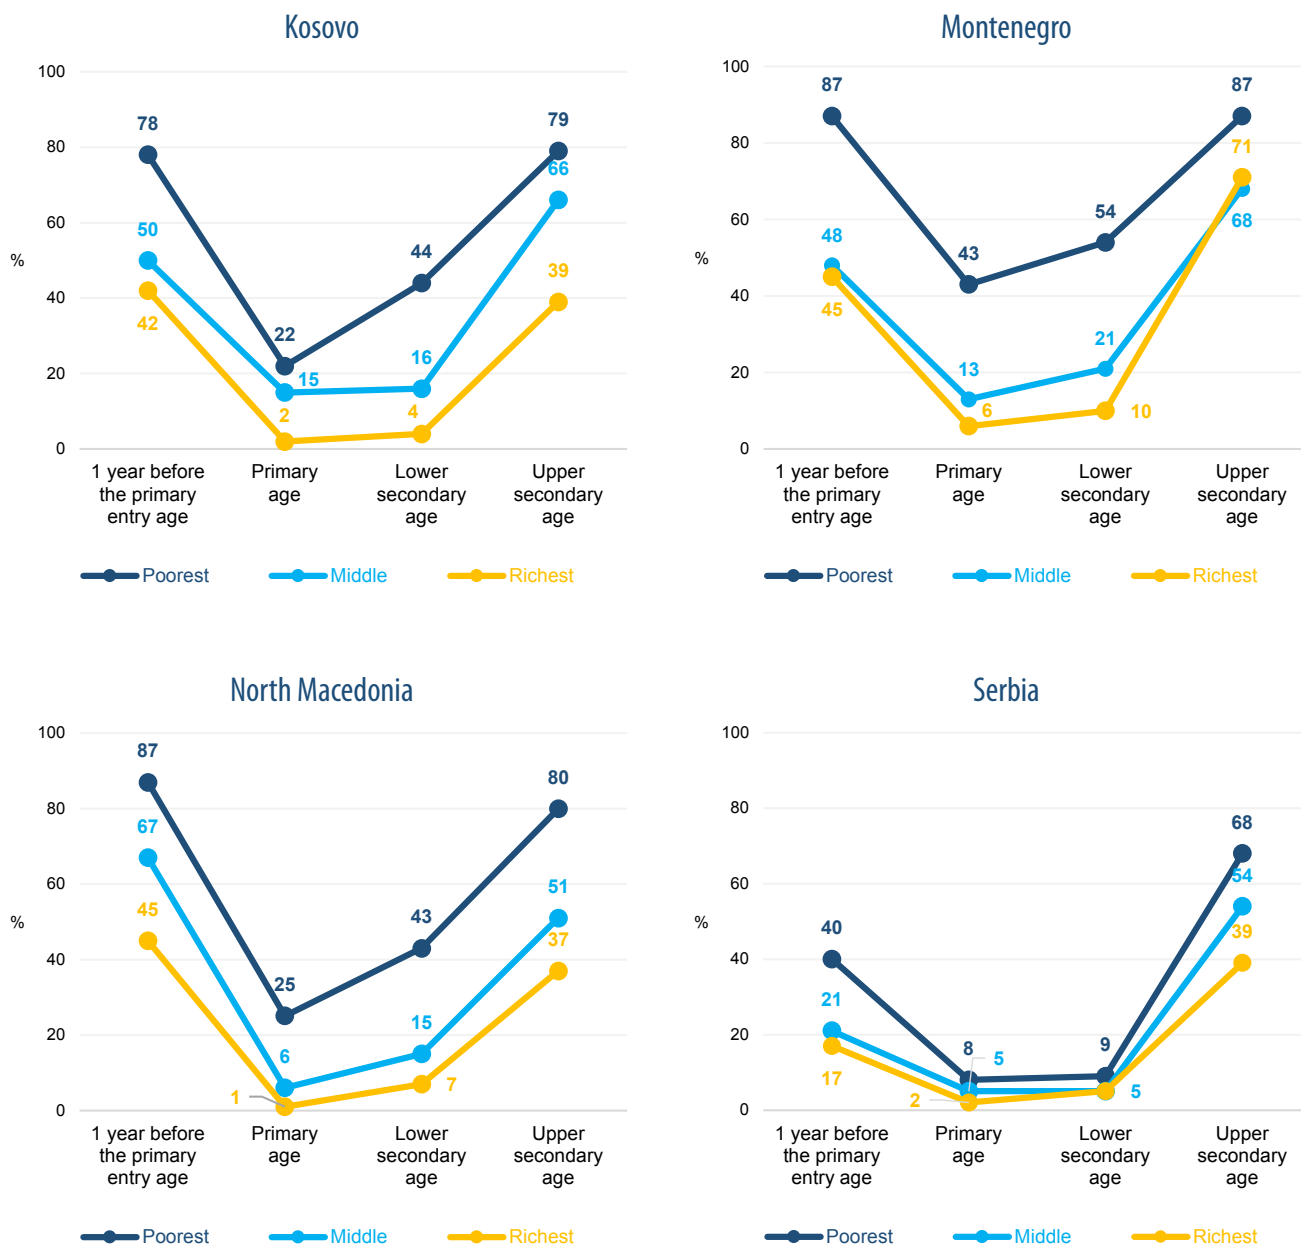 Kosovo
100
80
60
40
20
0
%
78
50
42
22
15
2
44
16
4
79
66
39
1 year before
the primary
entry age
Primary
age
Lower
secondary
age
Upper
secondary
age
Poorest
Middle
Richest
Montenegro
100
80
60
40
20
0
%
87
48
45
43
13
6
54
21
10
87
71
68
1 year before
the primary
entry age
Primary
age
Lower
secondary
age
Upper
secondary
age
Poorest
Middle
Richest
North Macedonia
100
80
60
40
20
0
%
87
67
45
25
6
1
43
15
7
80
51
37
1 year before
the primary
entry age
Primary
age
Lower
secondary
age
Upper
secondary
age
Poorest
Middle
Richest
Serbia
100
80
60
40
20
0
%
40
21
17
8
5
2
9
5
68
54
39
1 year before
the primary
entry age
Primary
age
Lower
secondary
age
Upper
secondary
age
Poorest
Middle
Richest